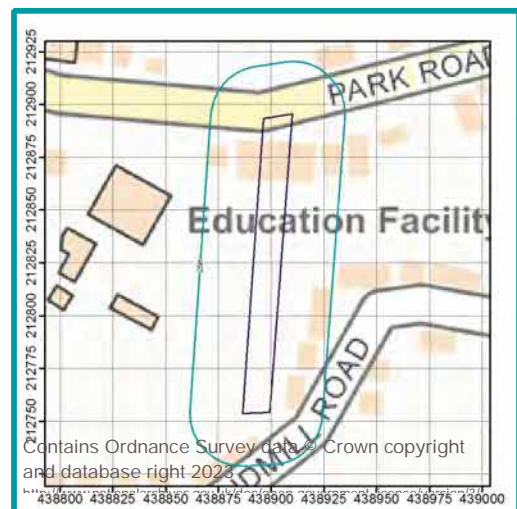 212925
212900
212875
212850
212825
212800
212775
212750
PARK ROAD
Education Facility
DMILL ROAD
Contains Ordnance Survey data © Crown copyright
and database right 2023
438800 438825 438850 438875 438900 438925 438950 438975 439000